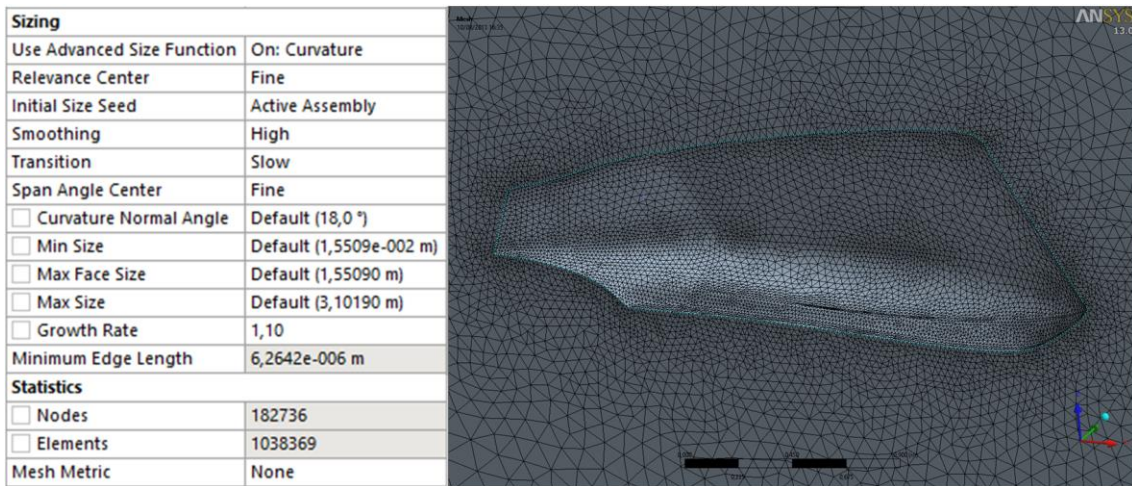 Sizing
Use Advanced Size Function On: Curvature
Relevance Center Fine
Initial Size Seed Active Assembly
Smoothing High
Transition Slow
Span Angle Center Fine
Curvature Normal Angle Default (18,0 °)
Min Size Default (1,5509e-002 m)
Max Face Size Default (1,55090 m)
Max Size Default (3,10190 m)
Growth Rate 1,10
Minimum Edge Length 6,2642e-006 m
Statistics
Nodes 182736
Elements 1038369
Mesh Metric None
Mesh
ANSYS
13.0